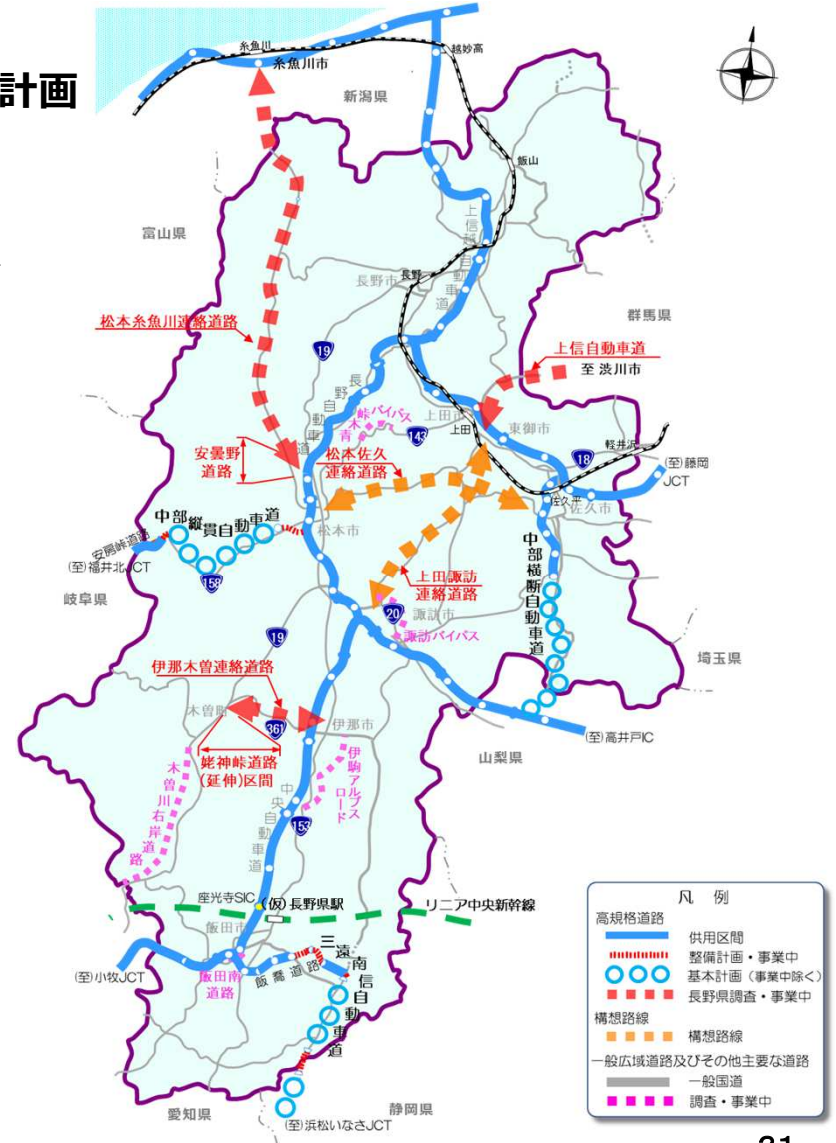 計画
糸魚川
糸魚川市
越妙高
新潟県
飯山
富山県
上信越自動車道
長野
長野市
群馬県
松本糸魚川連絡道路
上信自動車道
至 渋川市
19
長野自動車道
青木峠バイパス
143
上田市
上田
東御市
軽井沢
18
(至)藤岡
JCT
安曇野
道路
松本佐久
連絡道路
佐久平
佐久市
中部縦貫自動車道
松本市
安房峠道路
(至)福井北JCT
158
岐阜県
中部横断自動車道
上田諏訪
連絡道路
20
諏訪市
諏訪バイパス
19
埼玉県
伊那木曽連絡道路
木曽町
361
伊那市
(至)高井戸IC
山梨県
姥神峠道路
(延伸)区間
木曽川右岸道路
伊駒アルプス
ロード
中央自動車道
153
座光寺SIC
(仮)長野県駅
リニア中央新幹線
飯田市
(至)小牧JCT
飯田南
道路
飯喬道路
三遠南信自動車道
愛知県
静岡県
(至)浜松いなさJCT
凡 例
高規格道路
供用区間
整備計画・事業中
基本計画(事業中除く)
長野県調査・事業中
構想路線
構想路線
一般広域道路及びその他主要な道路
一般国道
調査・事業中